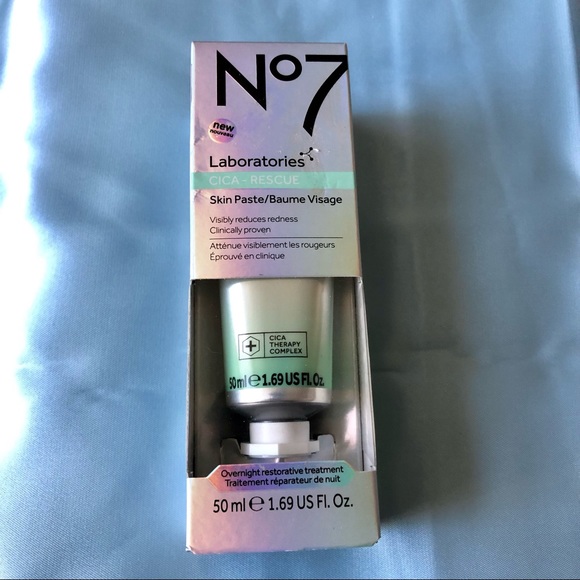 No7
new
nouveau
Laboratories
CICA-RESCUE
Skin Paste/Baume Visage
Visibly reduces redness
Clinically proven
Atténue visiblement les rougeurs
Éprouvé en clinique
CICA
THERAPY
COMPLEX
50 ml ℮ 1.69 US Fl. Oz.
Overnight restorative treatment
Traitement réparateur de nuit
50 ml ℮ 1.69 US Fl. Oz.